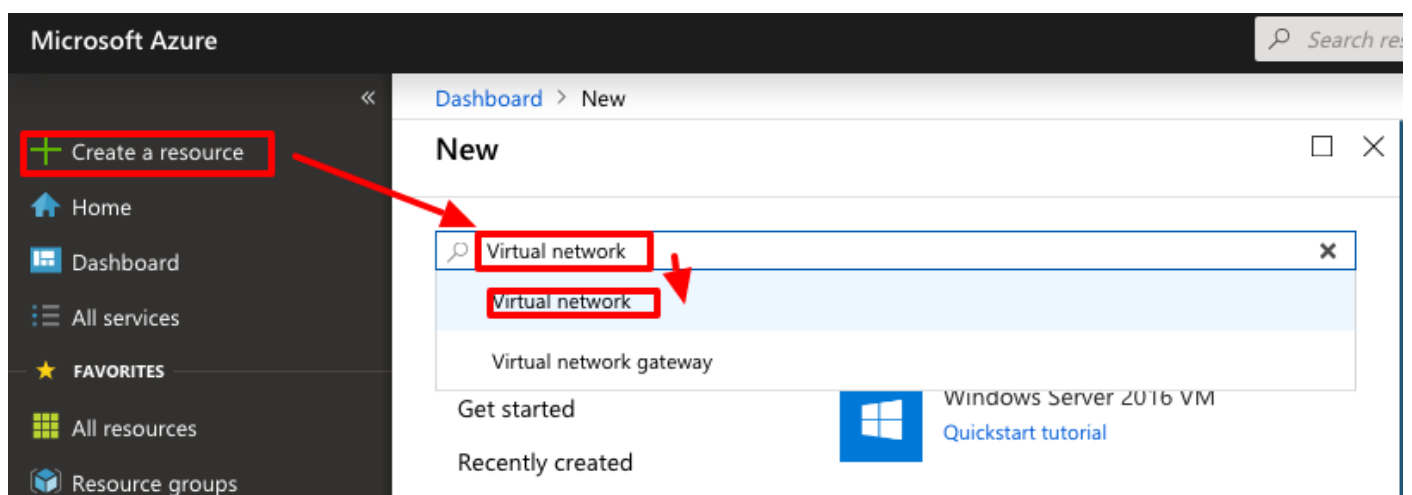 Microsoft Azure
Search res
«
Dashboard > New
Create a resource
New
Home
Virtual network
Dashboard
Virtual network
All services
Virtual network gateway
FAVORITES
Windows Server 2016 VM
Get started
All resources
Quickstart tutorial
Recently created
Resource groups